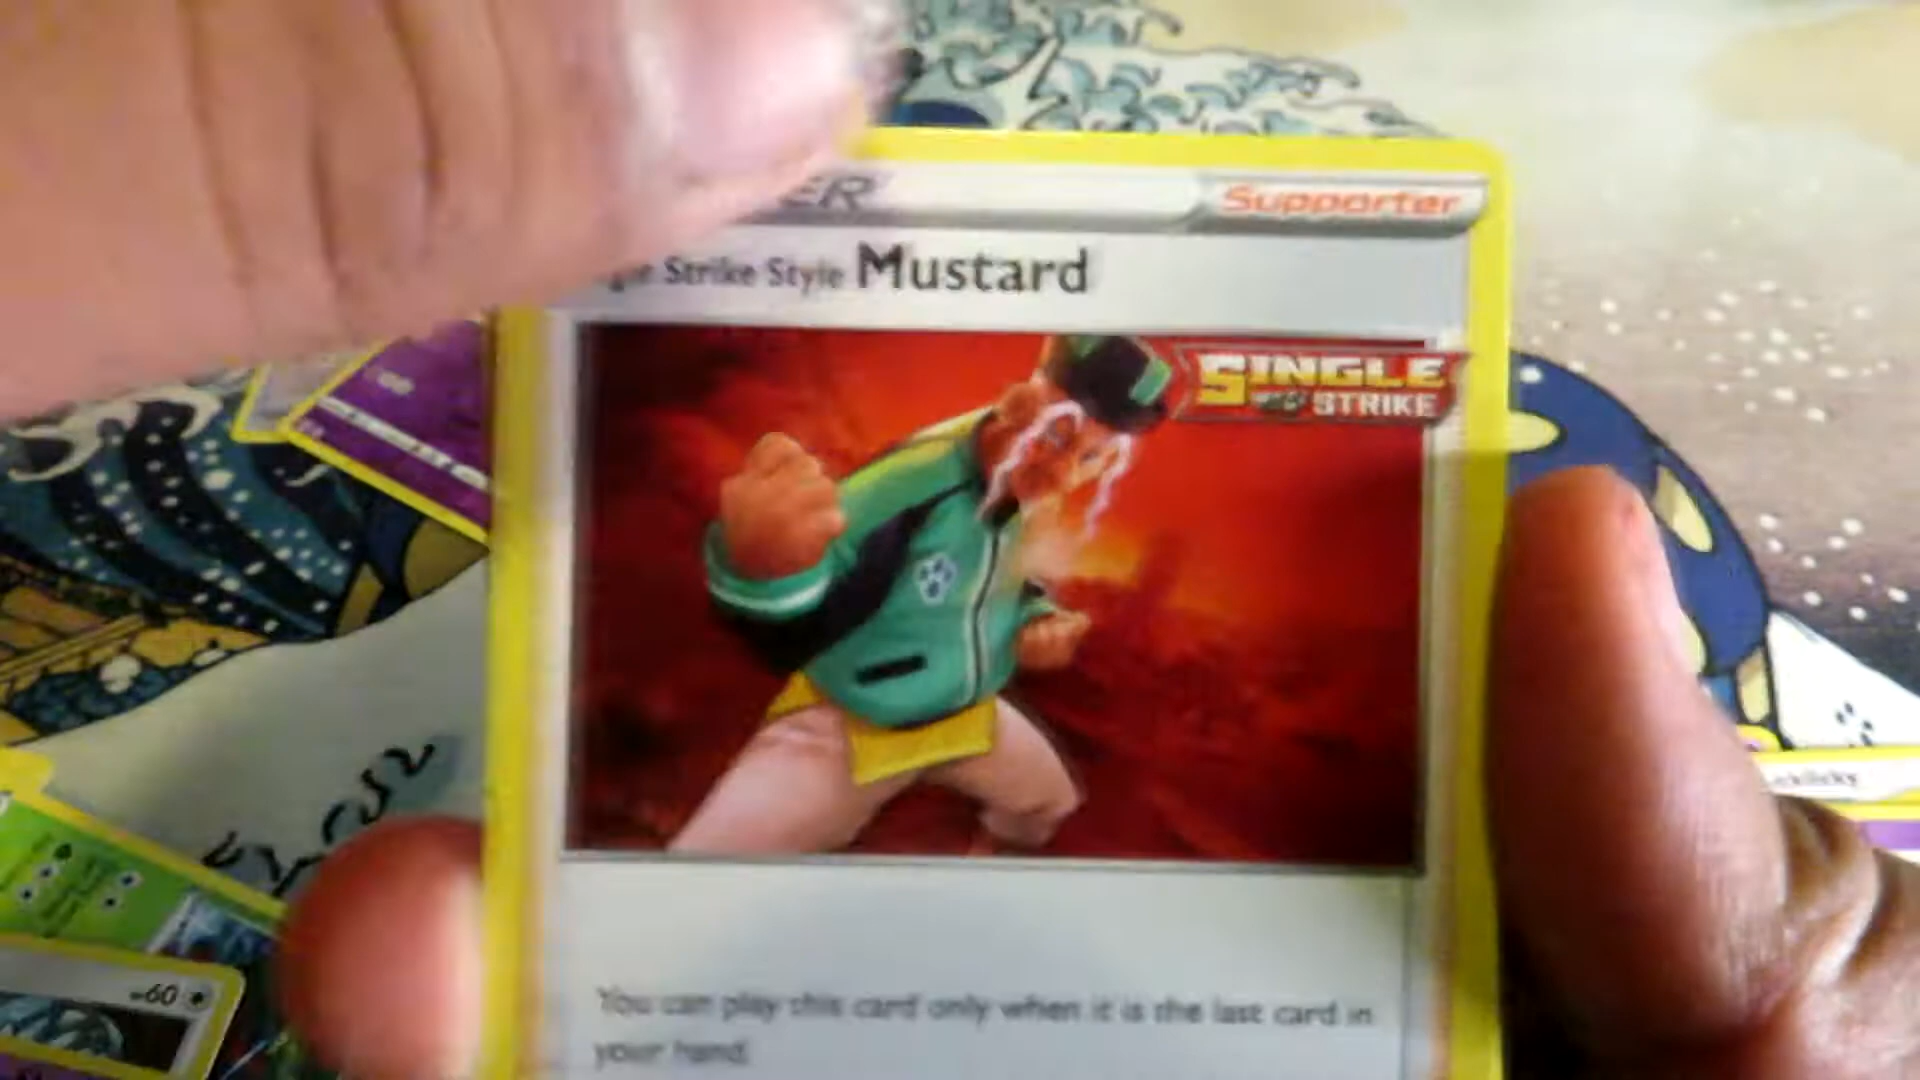 ER
Supporter
Strike Style Mustard
SINGLE
STRIKE
You can play this card only when it is the last card in
your hand.
60